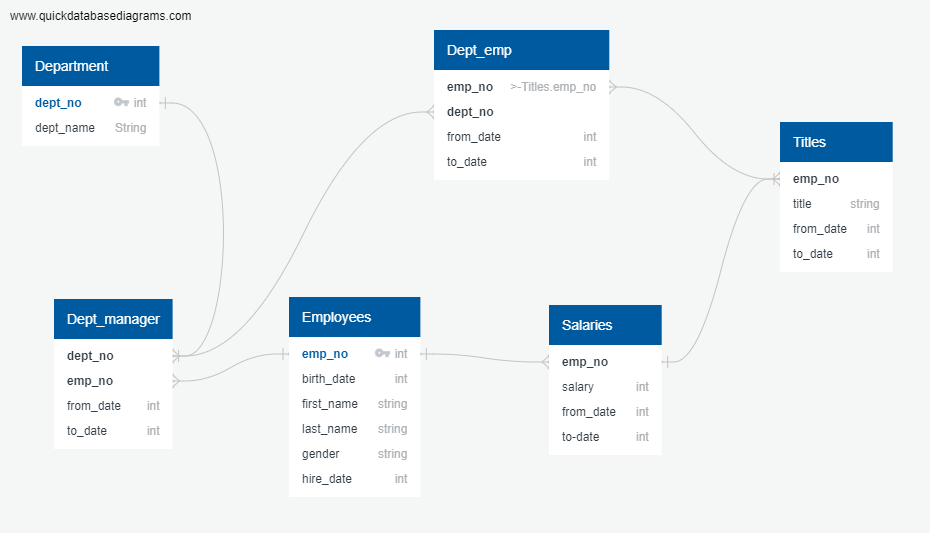 www.quickdatabasediagrams.com
Department
dept_no int
dept_name String
Dept_emp
emp_no >-Titles.emp_no
dept_no
from_date int
to_date int
Titles
emp_no
title string
from_date int
to_date int
Dept_manager
dept_no
emp_no
from_date int
to_date int
Employees
emp_no int
birth_date int
first_name string
last_name string
gender string
hire_date int
Salaries
emp_no
salary int
from_date int
to-date int